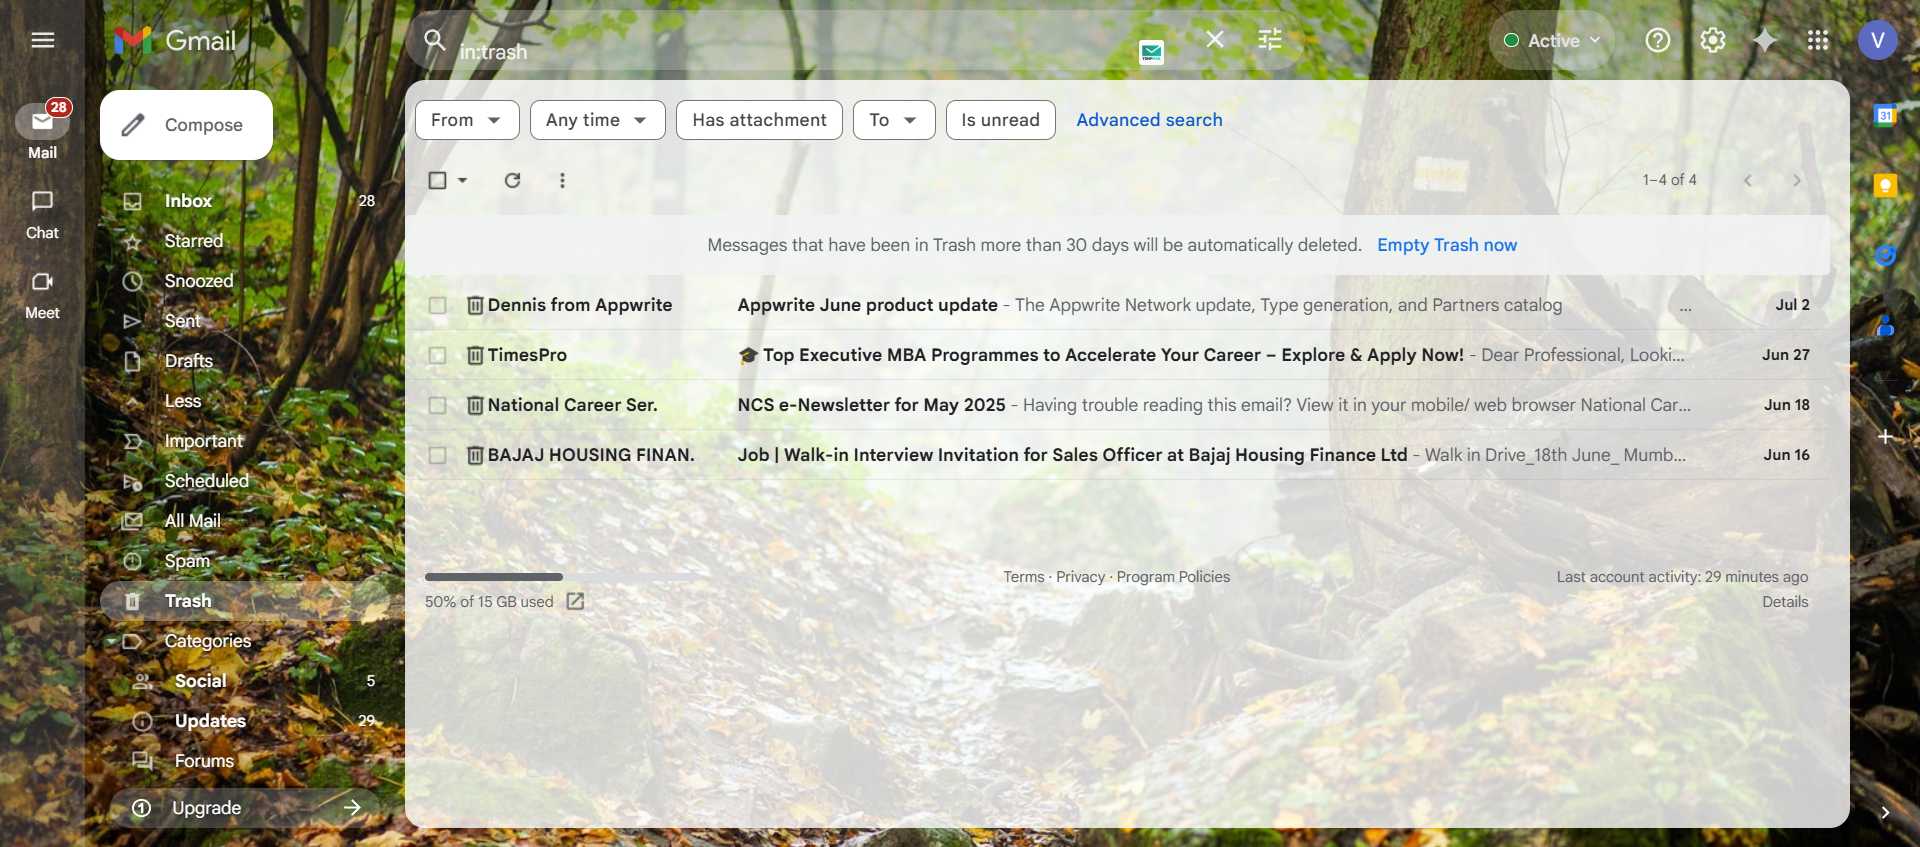 Gmail
in:trash
Active
V
28
Mail
Chat
Meet
Compose
Inbox 28
Starred
Snoozed
Sent
Drafts
Less
Important
Scheduled
All Mail
Spam
Trash
Categories
Social 5
Updates 29
Forums
1 Upgrade
From Any time Has attachment To Is unread Advanced search
1–4 of 4
Messages that have been in Trash more than 30 days will be automatically deleted. Empty Trash now
Dennis from Appwrite Appwrite June product update - The Appwrite Network update, Type generation, and Partners catalog ... Jul 2
TimesPro 🎓 Top Executive MBA Programmes to Accelerate Your Career – Explore & Apply Now! - Dear Professional, Looki... Jun 27
National Career Ser. NCS e-Newsletter for May 2025 - Having trouble reading this email? View it in your mobile/ web browser National Car... Jun 18
BAJAJ HOUSING FINAN. Job | Walk-in Interview Invitation for Sales Officer at Bajaj Housing Finance Ltd - Walk in Drive_18th June_ Mumb... Jun 16
50% of 15 GB used
Terms · Privacy · Program Policies
Last account activity: 29 minutes ago
Details
31